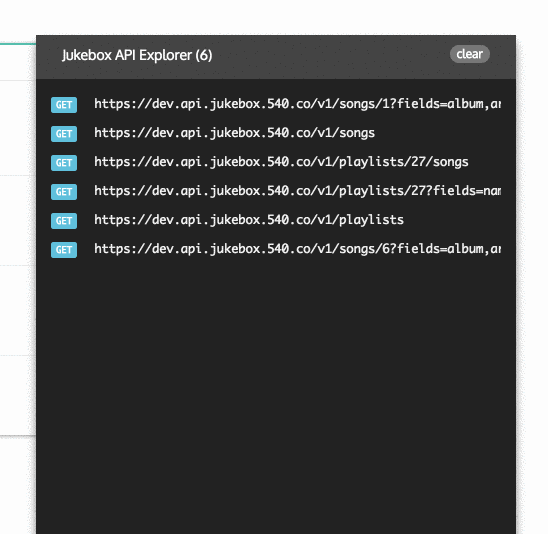 Jukebox API Explorer (6)
clear
GET https://dev.api.jukebox.540.co/v1/songs/1?fields=album,ar
GET https://dev.api.jukebox.540.co/v1/songs
GET https://dev.api.jukebox.540.co/v1/playlists/27/songs
GET https://dev.api.jukebox.540.co/v1/playlists/27?fields=nam
GET https://dev.api.jukebox.540.co/v1/playlists
GET https://dev.api.jukebox.540.co/v1/songs/6?fields=album,ar